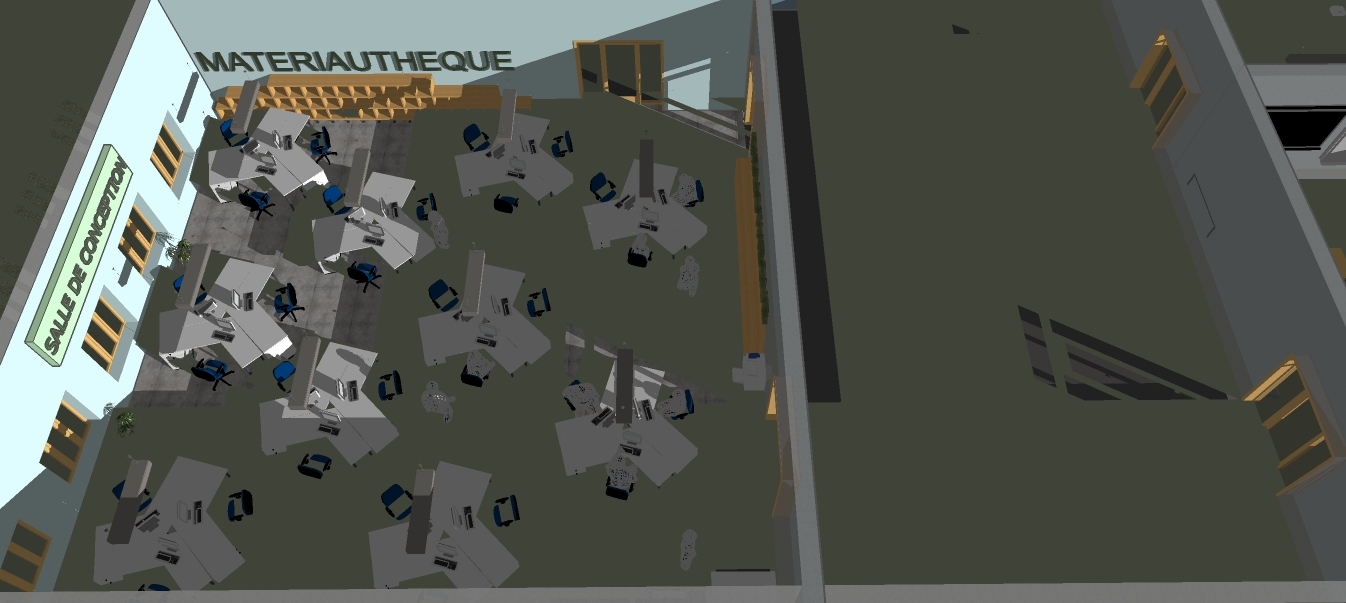 MATERIAUTHEQUE
SALLE DE CONCEPTION